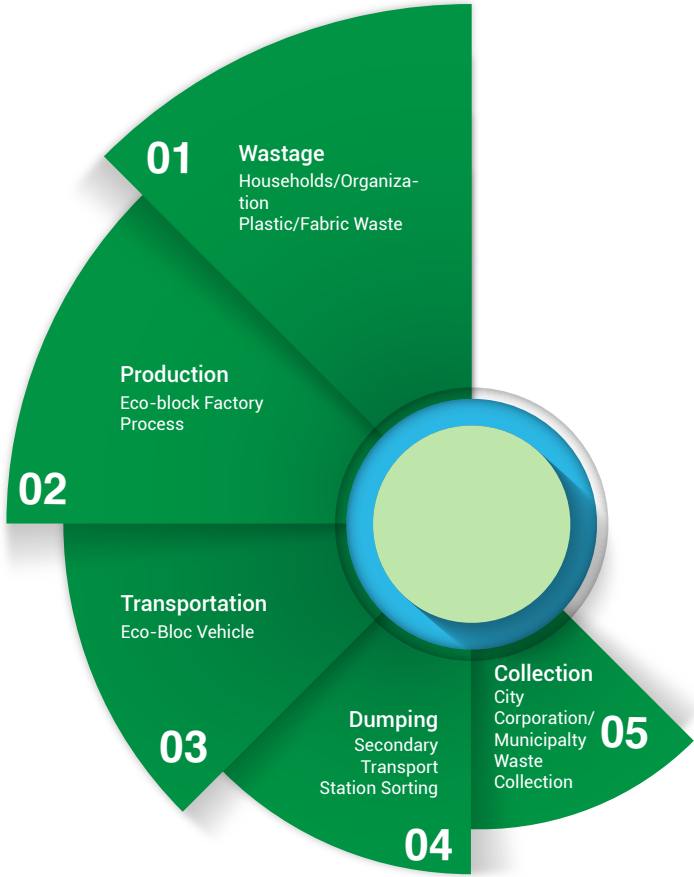 01
Wastage
Households/Organiza-
tion
Plastic/Fabric Waste
Production
Eco-block Factory
Process
02
Transportation
Eco-Bloc Vehicle
03
Dumping
Secondary
Transport
Station Sorting
04
Collection
City
Corporation/
Municipalty
Waste
Collection
05